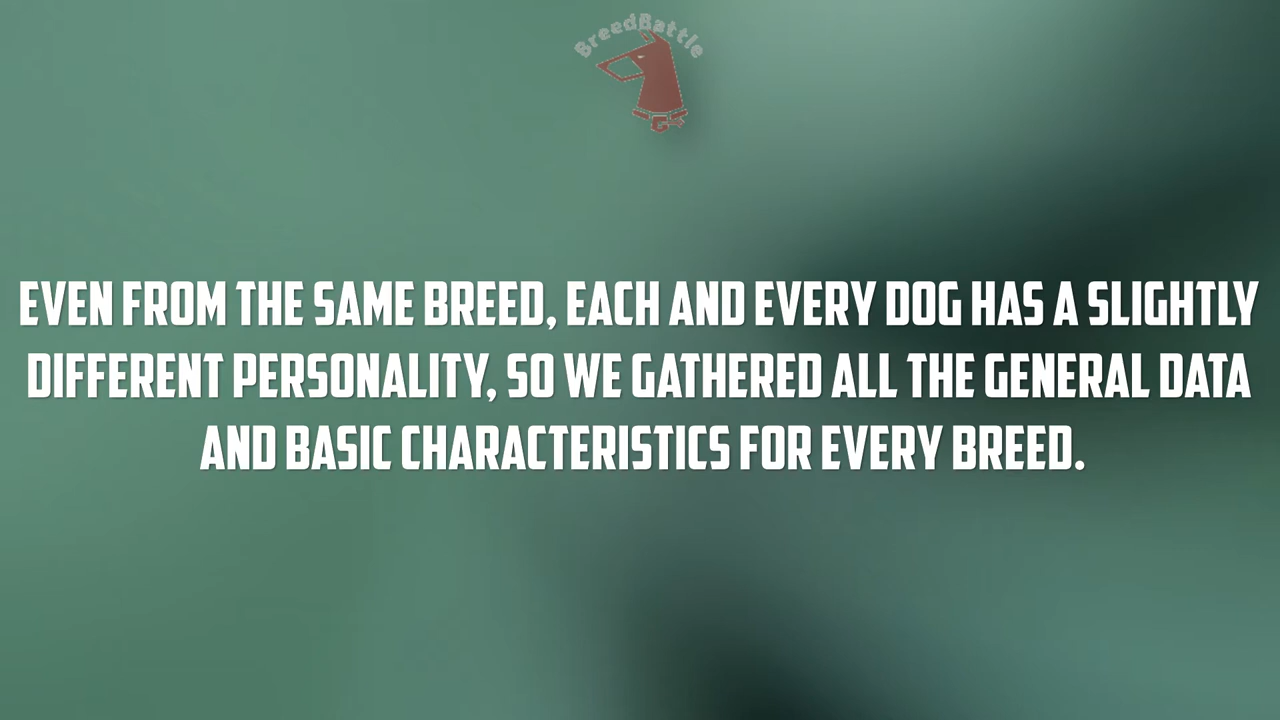 BreedBattle
EVEN FROM THE SAME BREED, EACH AND EVERY DOG HAS A SLIGHTLY
DIFFERENT PERSONALITY, SO WE GATHERED ALL THE GENERAL DATA
AND BASIC CHARACTERISTICS FOR EVERY BREED.